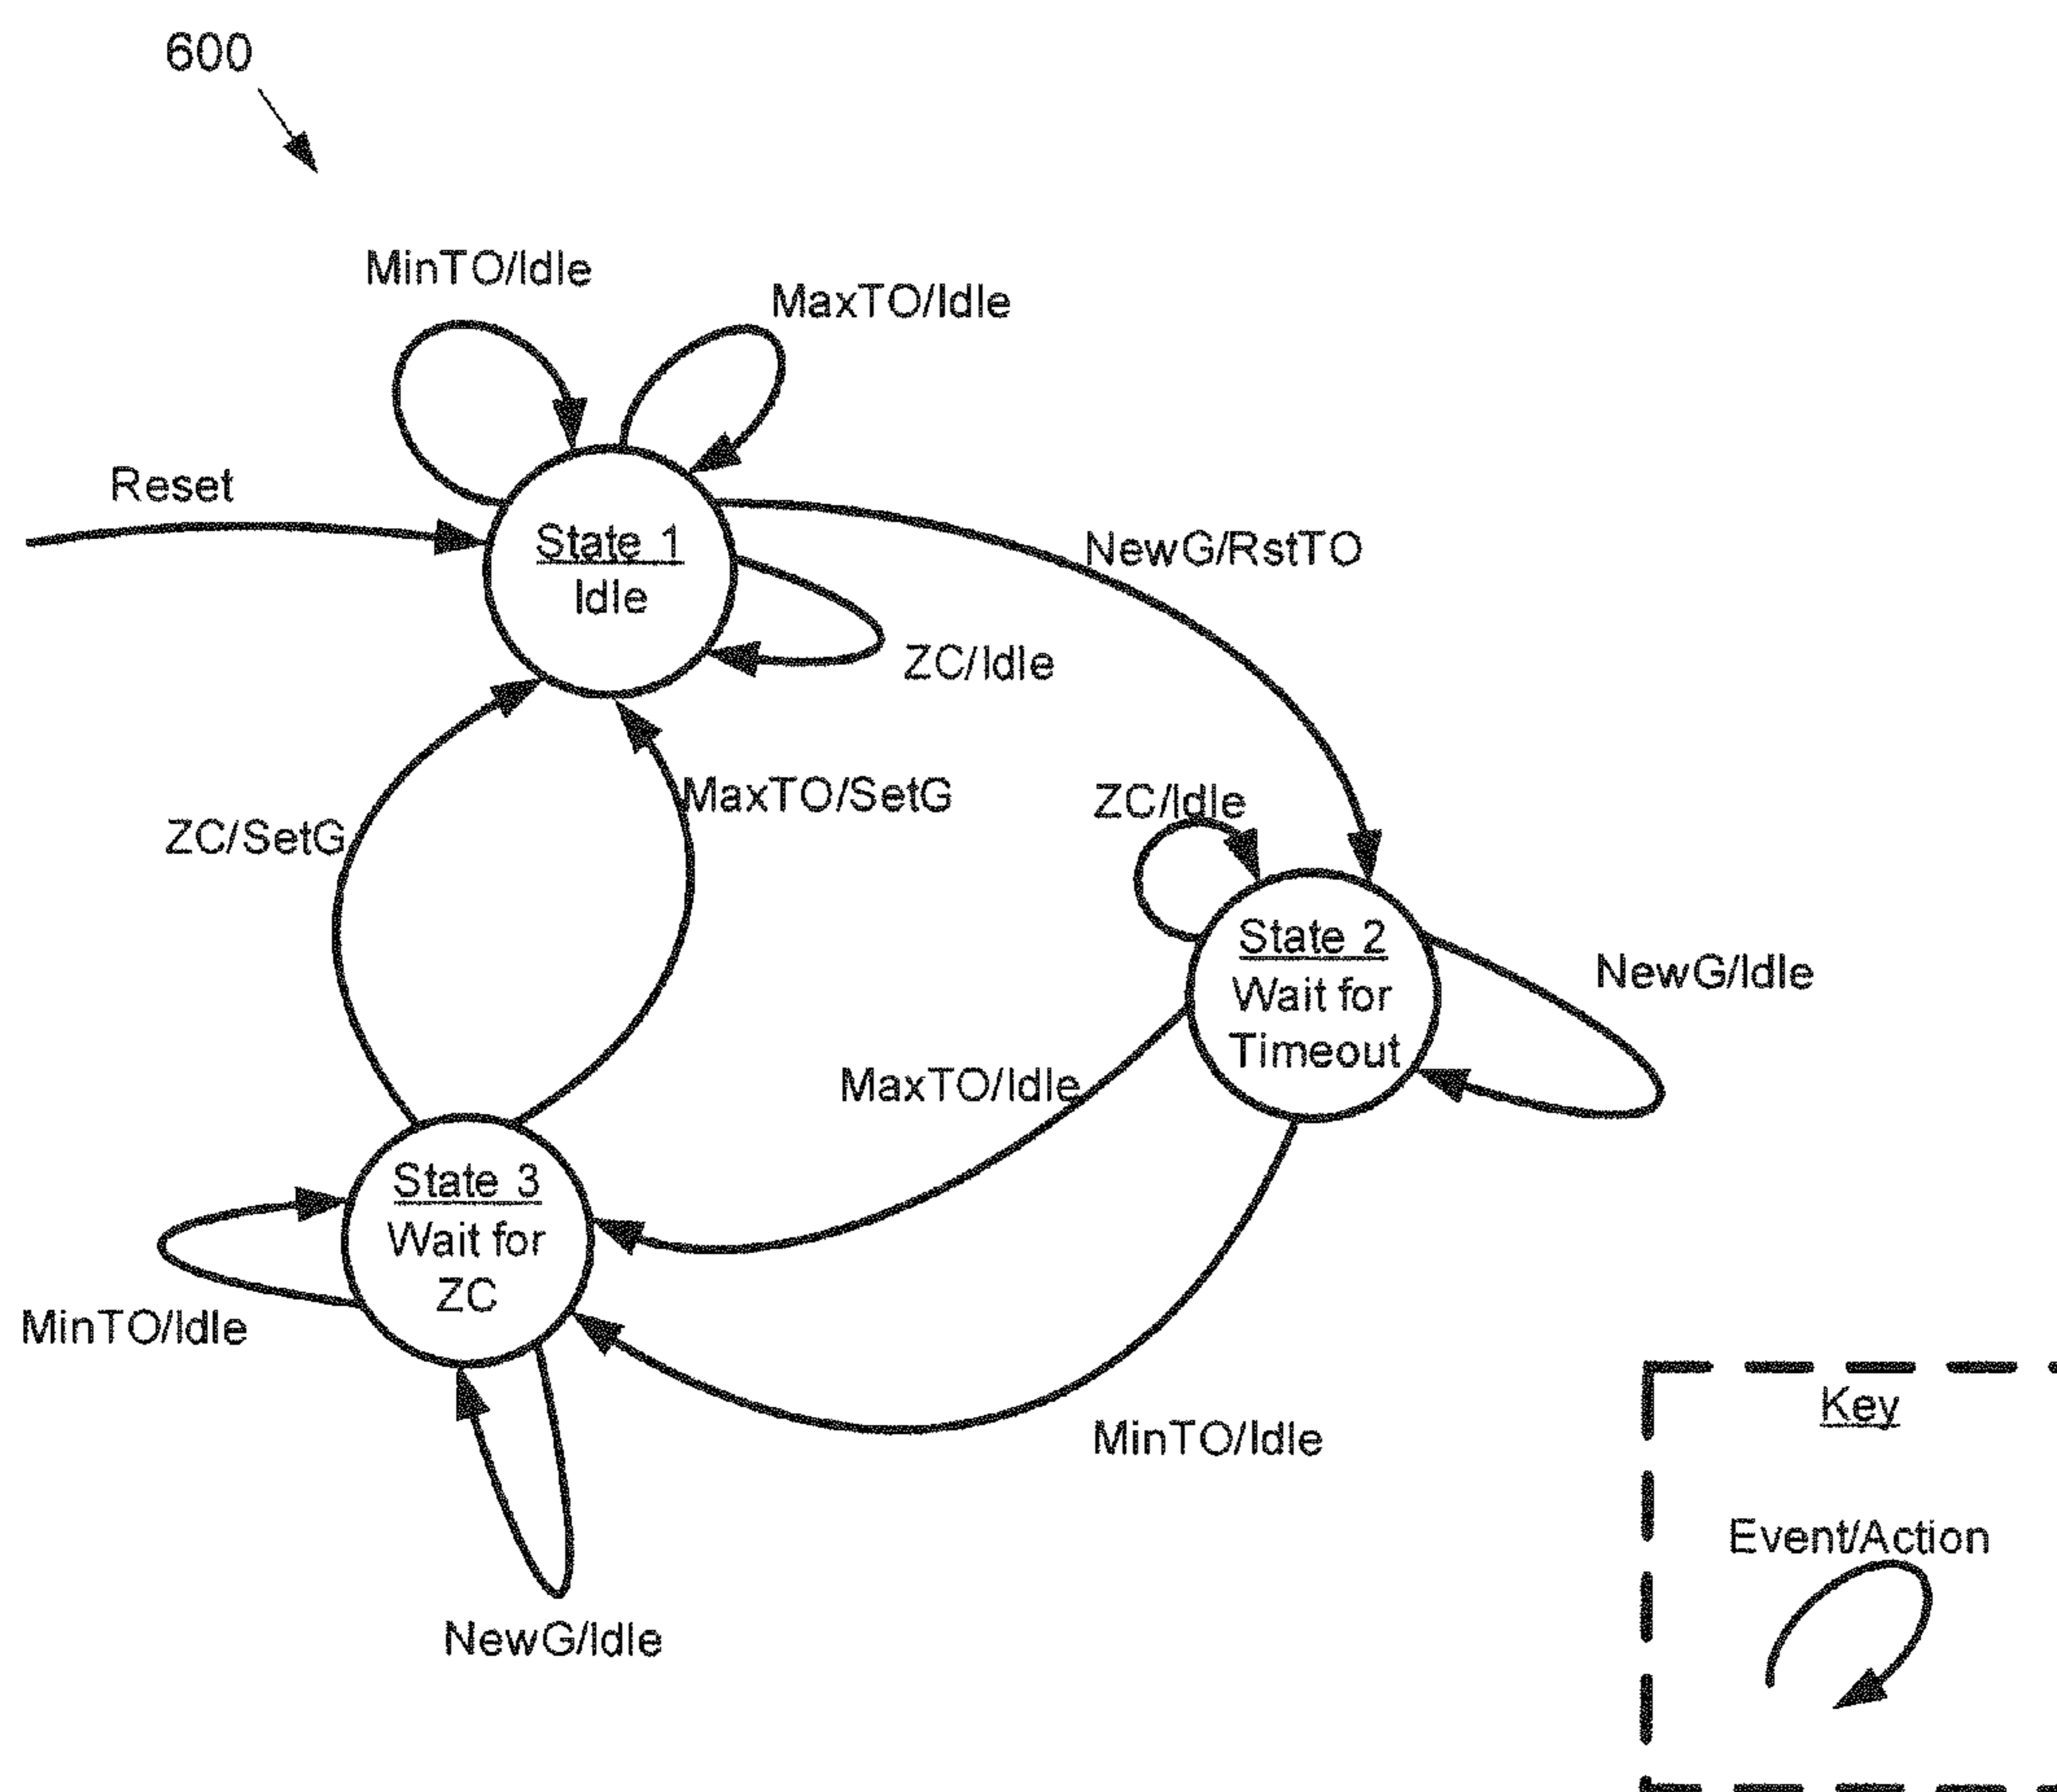 600
MinTO/Idle
MaxTO/Idle
Reset
State 1
Idle
NewG/RstTO
ZC/Idle
ZC/SetG
MaxTO/SetG
ZC/Idle
State 2
Wait for
Timeout
NewG/Idle
MaxTO/Idle
State 3
Wait for
ZC
MinTO/Idle
MinTO/Idle
NewG/Idle
Key
Event/Action